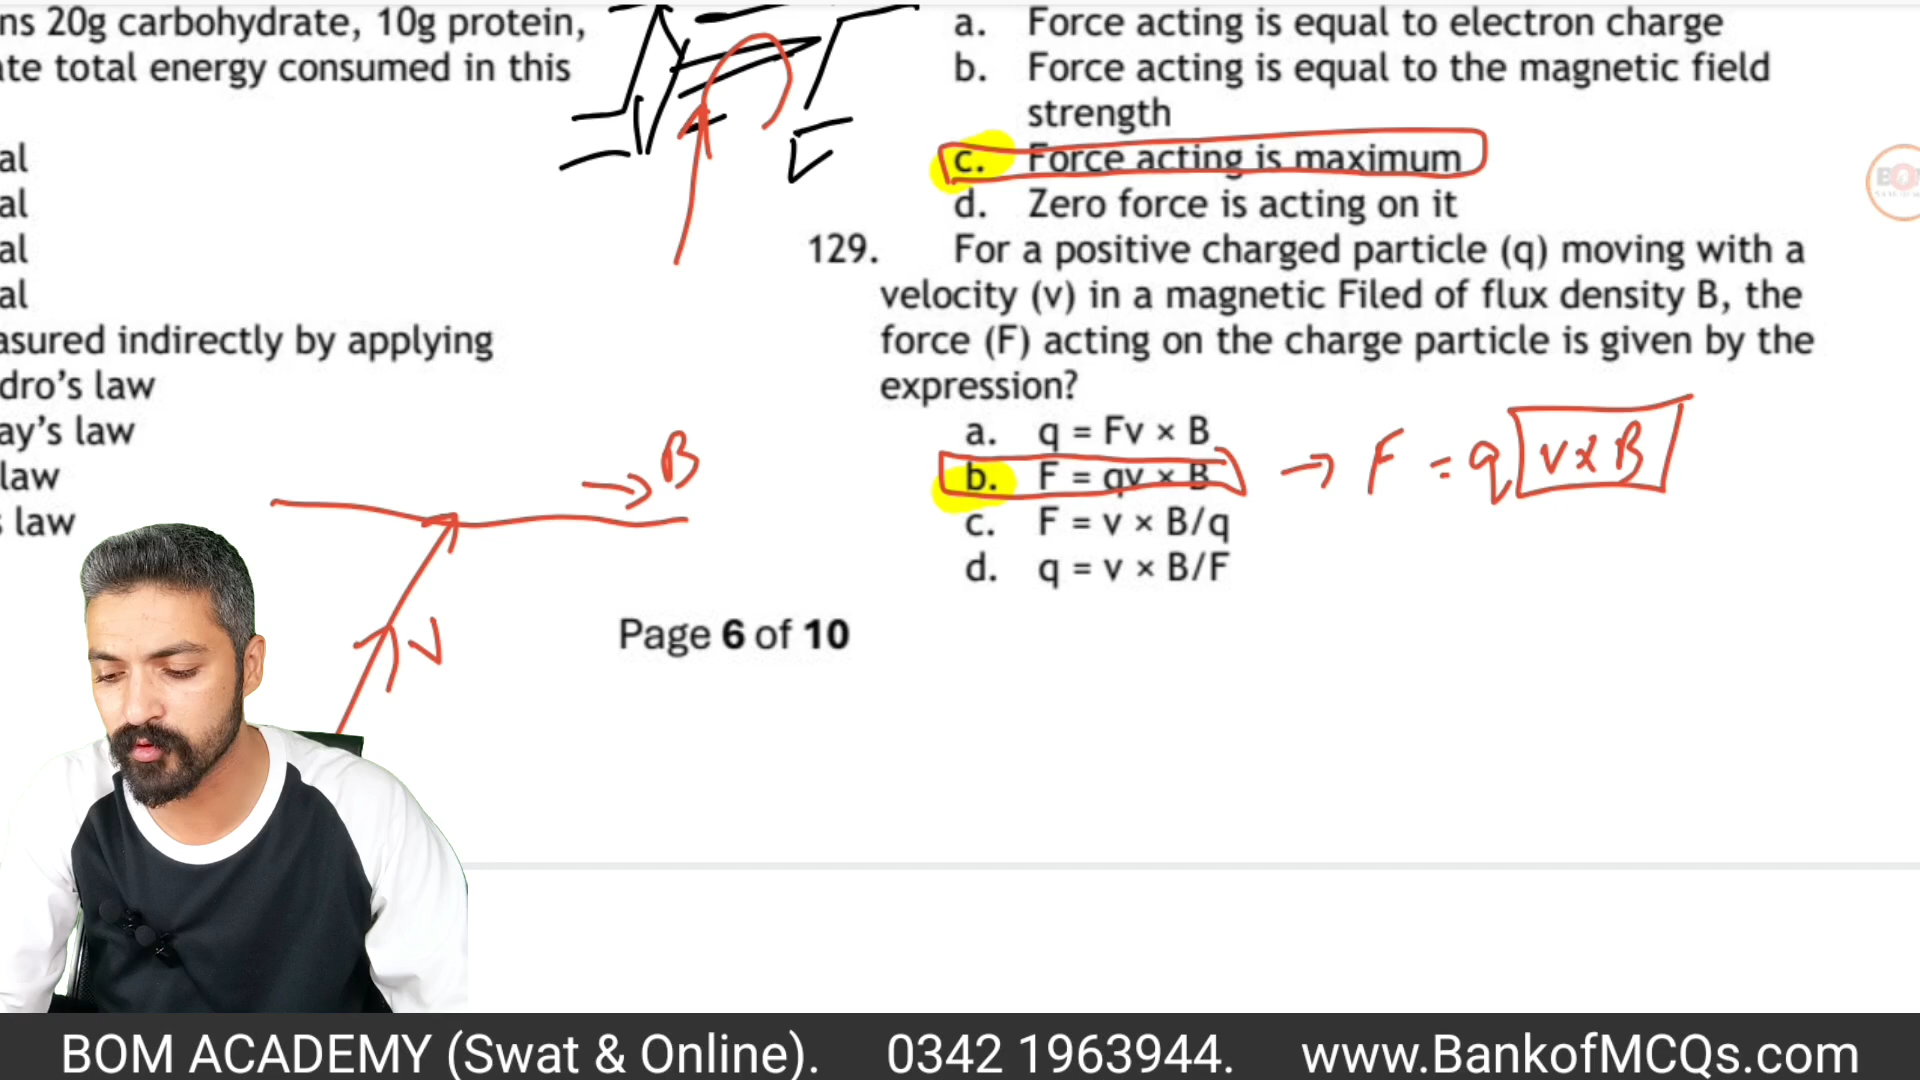 ns 20g carbohydrate, 10g protein,
ate total energy consumed in this
al
al
al
al
asured indirectly by applying
dro's law
ay's law
law
law
B
V
a. Force acting is equal to electron charge
b. Force acting is equal to the magnetic field
strength
c. Force acting is maximum
d. Zero force is acting on it
129. For a positive charged particle (q) moving with a
velocity (v) in a magnetic Filed of flux density B, the
force (F) acting on the charge particle is given by the
expression?
a. q = Fv × B
b. F = qv × B → F = q v x B
c. F = v × B/q
d. q = v × B/F
Page 6 of 10
BOM ACADEMY (Swat & Online). 0342 1963944. www.BankofMCQs.com